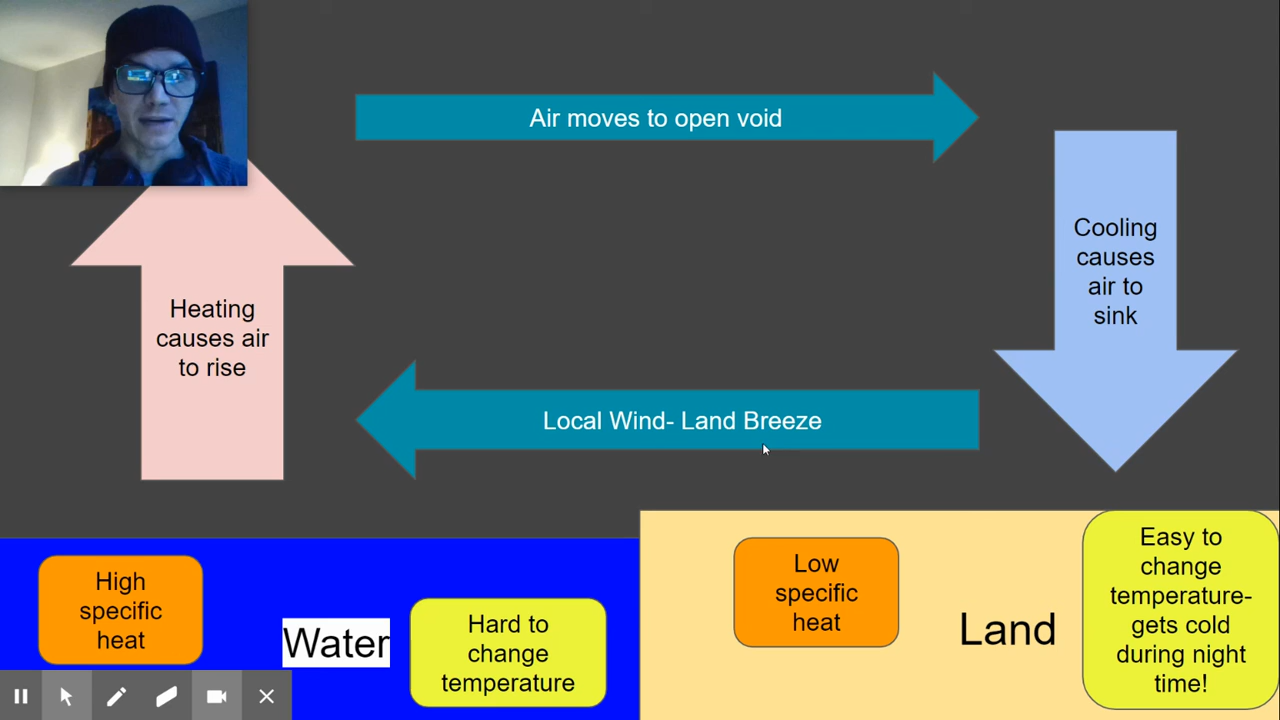 Air moves to open void
Cooling
causes
air to
sink
Heating
causes air
to rise
Local Wind- Land Breeze
High
specific
heat
Water
Hard to
change
temperature
Low
specific
heat
Land
Easy to
change
temperature-
gets cold
during night
time!